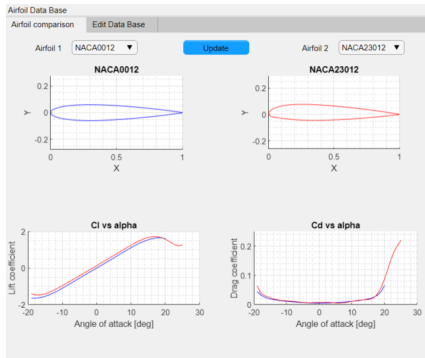 Airfoil Data Base
Airfoil comparison Edit Data Base
Airfoil 1 NACA0012 Update Airfoil 2 NACA23012
NACA0012 NACA23012
0.2 0.2
Y 0 Y 0
-0.2 -0.2
0 0.5 1 0 0.5 1
X X
Cl vs alpha Cd vs alpha
2
0.2
Lift coefficient 0 Drag coefficient 0.1
-2 0
-20 -10 0 10 20 30 -20 -10 0 10 20 30
Angle of attack [deg] Angle of attack [deg]